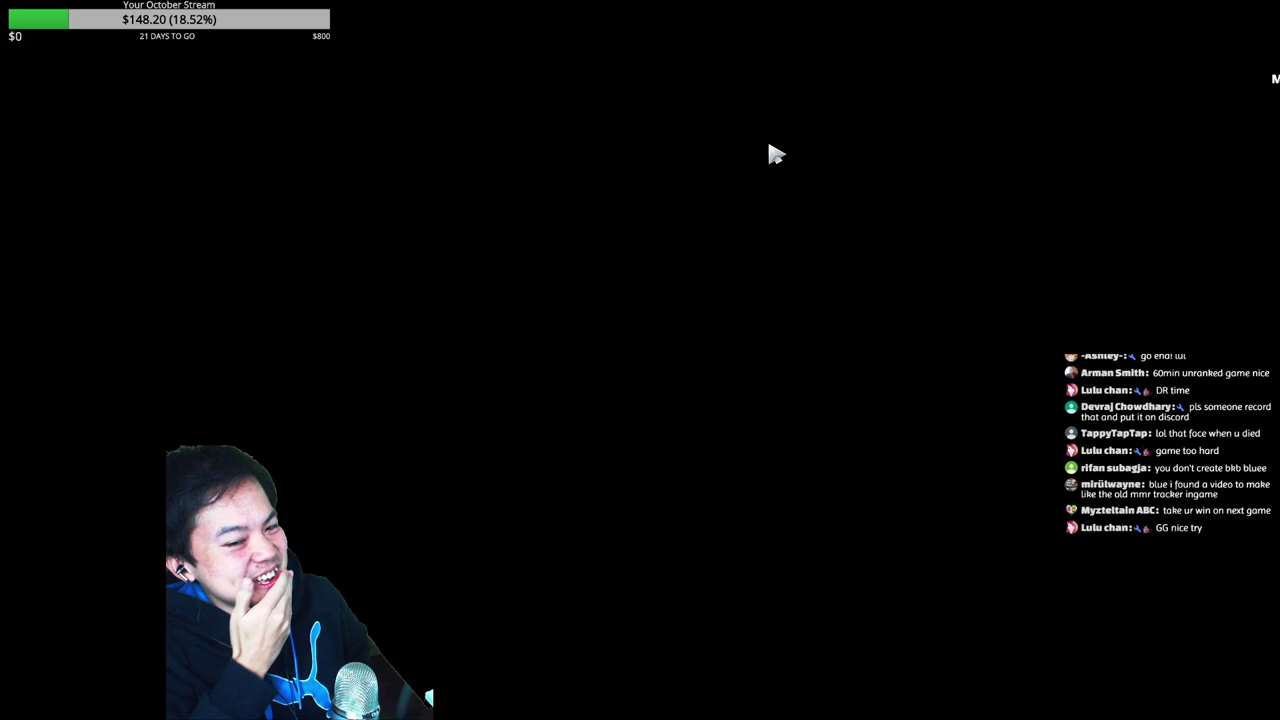 Your October Stream
$148.20 (18.52%)
$0 21 DAYS TO GO $800
M
-Ashley-: go end! lul
Arman Smith: 60min unranked game nice
Lulu chan: DR time
Devraj Chowdhary: pls someone record
that and put it on discord
TappyTapTap: lol that face when u died
Lulu chan: game too hard
rifan subagja: you don't create bkb bluee
mirülwayne: blue i found a video to make
like the old mmr tracker ingame
Myzteltain ABC: take ur win on next game
Lulu chan: GG nice try